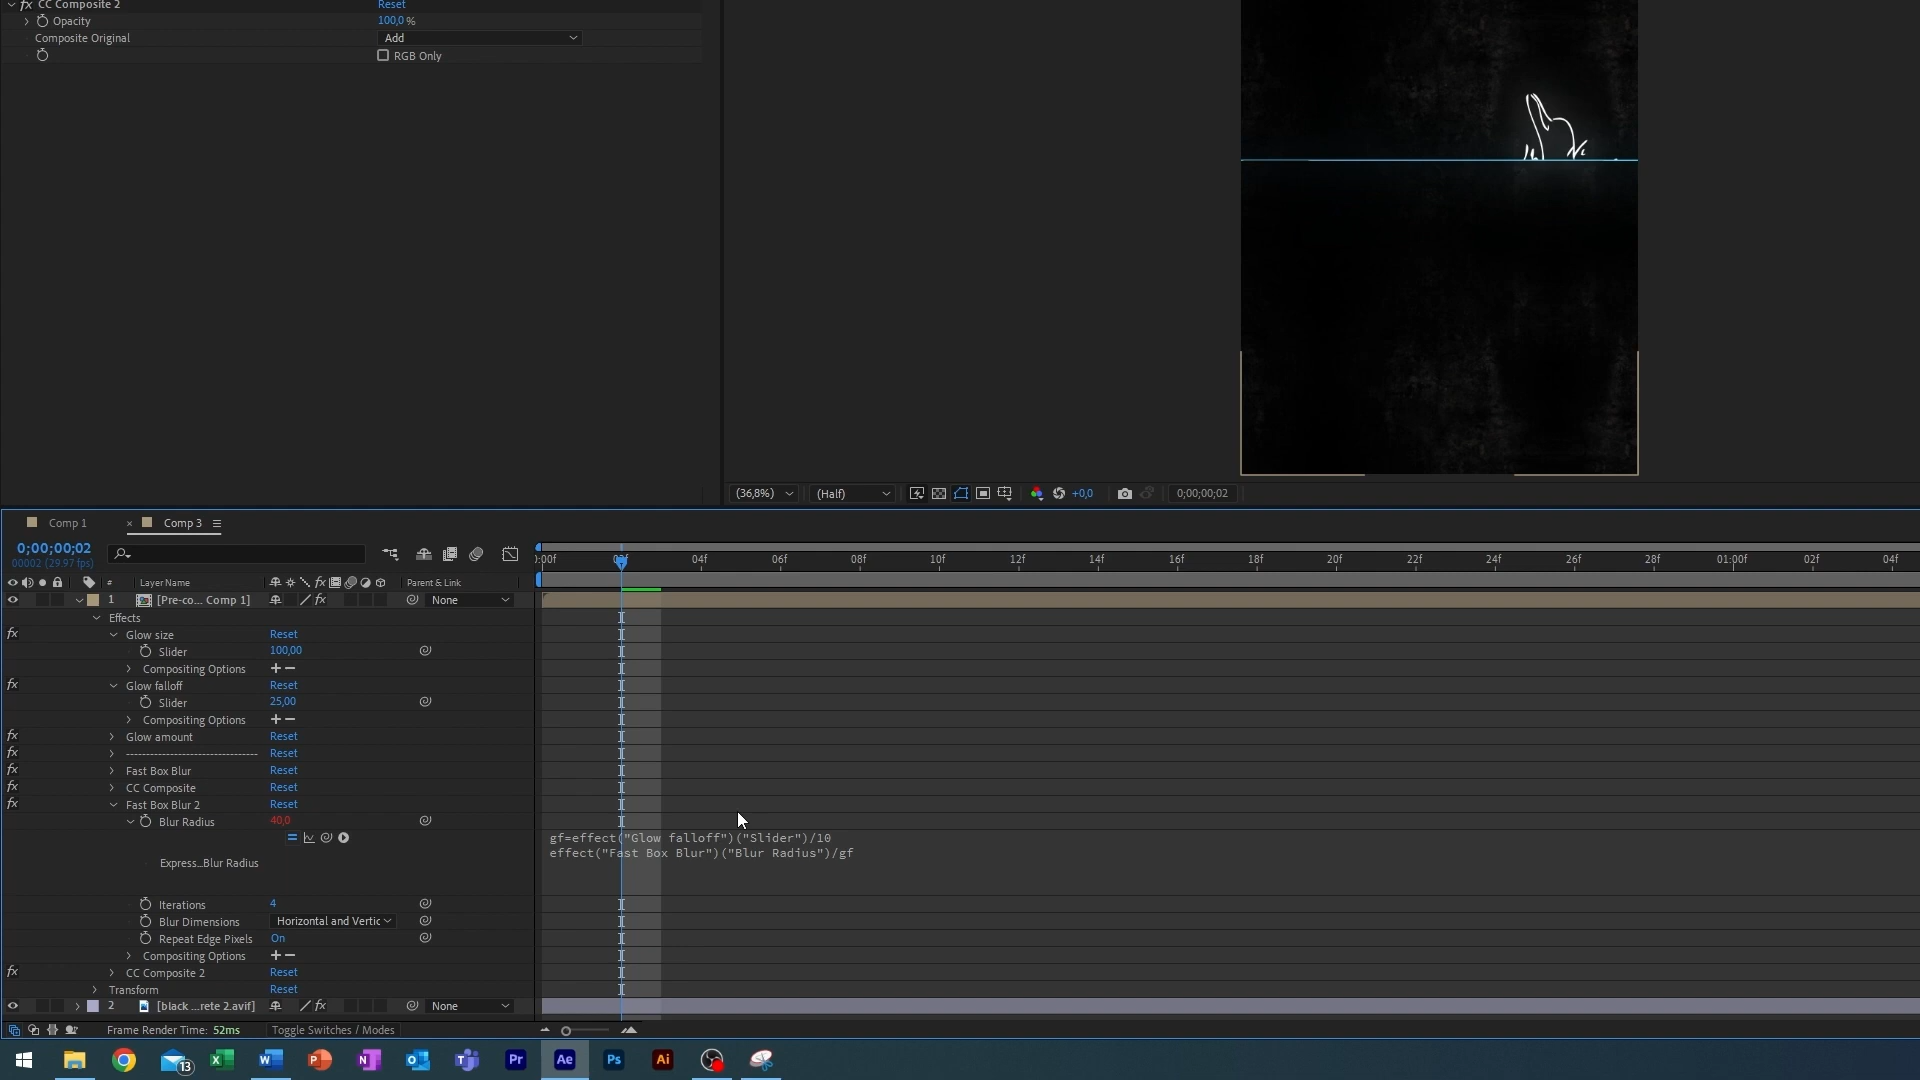 CC Composite 2 Reset
Opacity 100,0 %
Composite Original Add
RGB Only
(36,8%) (Half) +0,0 0;00;00;02
Comp 1 × Comp 3
0;00;00;02
00002 (29.97 fps)
04f 06f 08f 10f 12f 14f 16f 18f 20f 22f 24f 26f 28f 01:00f 02f 04f
# Layer Name Parent & Link
1 [Pre-co... Comp 1] None
Effects
Glow size Reset
Slider 100,00
Compositing Options + −
Glow falloff Reset
Slider 25,00
Compositing Options + −
Glow amount Reset
--------------------------------- Reset
Fast Box Blur Reset
CC Composite Reset
Fast Box Blur 2 Reset
Blur Radius 40,0
gf=effect("Glow falloff")("Slider")/10
effect("Fast Box Blur")("Blur Radius")/gf
Express...Blur Radius
Iterations 4
Blur Dimensions Horizontal and Vertic
Repeat Edge Pixels On
Compositing Options + −
CC Composite 2 Reset
Transform Reset
2 [black ...rete 2.avif] None
Frame Render Time: 52ms Toggle Switches / Modes
13 Pr Ae Ps Ai